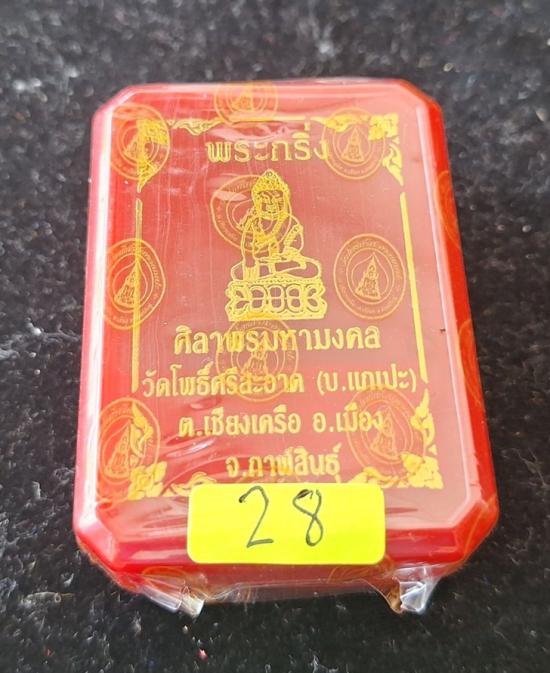 พระกริ่ง
ศิลาพรมหามงคล
วัดโพธิ์ศรีสะอาด (บ.แกเปะ)
ต.เชียงเครือ อ.เมือง
จ.กาฬสินธุ์
28